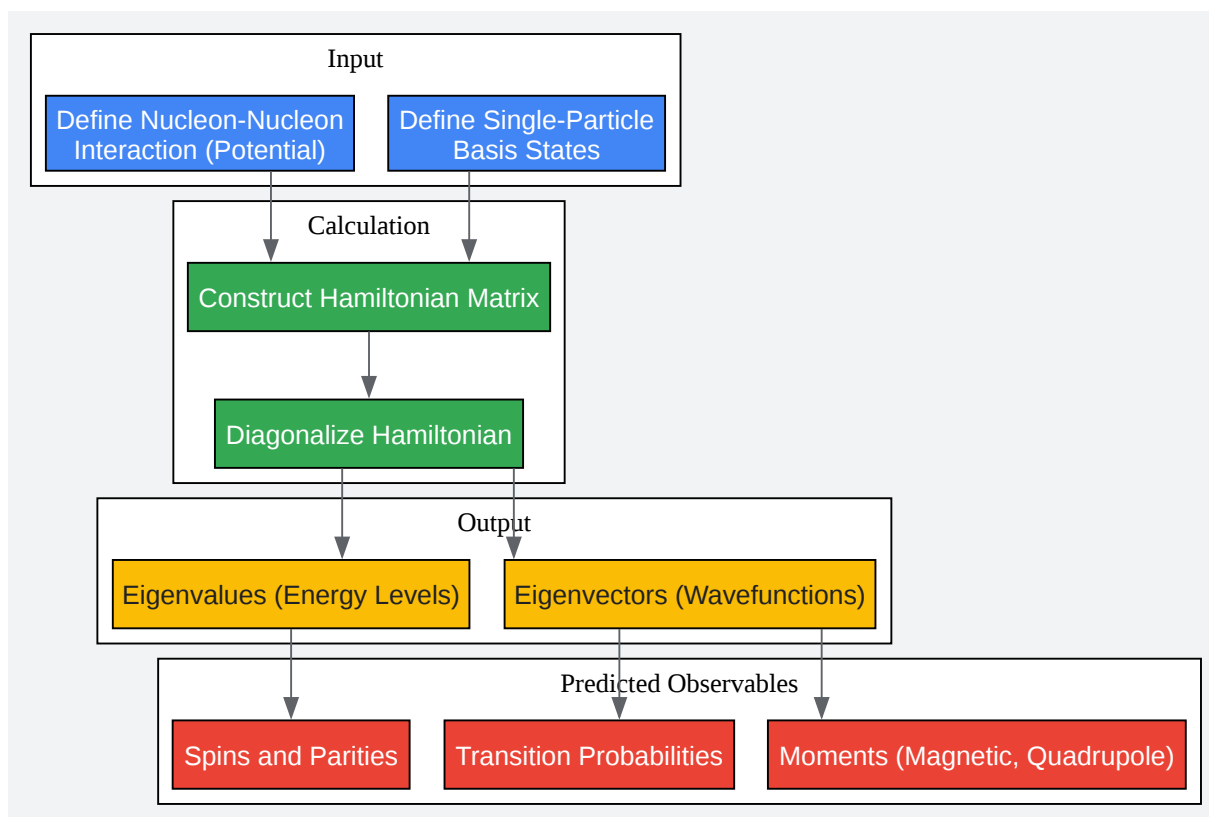 Input
Define Nucleon-Nucleon
Interaction (Potential)
Define Single-Particle
Basis States
Calculation
Construct Hamiltonian Matrix
Diagonalize Hamiltonian
Output
Eigenvalues (Energy Levels)
Eigenvectors (Wavefunctions)
Predicted Observables
Spins and Parities
Transition Probabilities
Moments (Magnetic, Quadrupole)